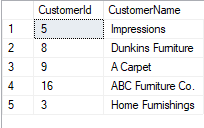 CustomerId CustomerName
1 5 Impressions
2 8 Dunkins Furniture
3 9 A Carpet
4 16 ABC Furniture Co.
5 3 Home Furnishings